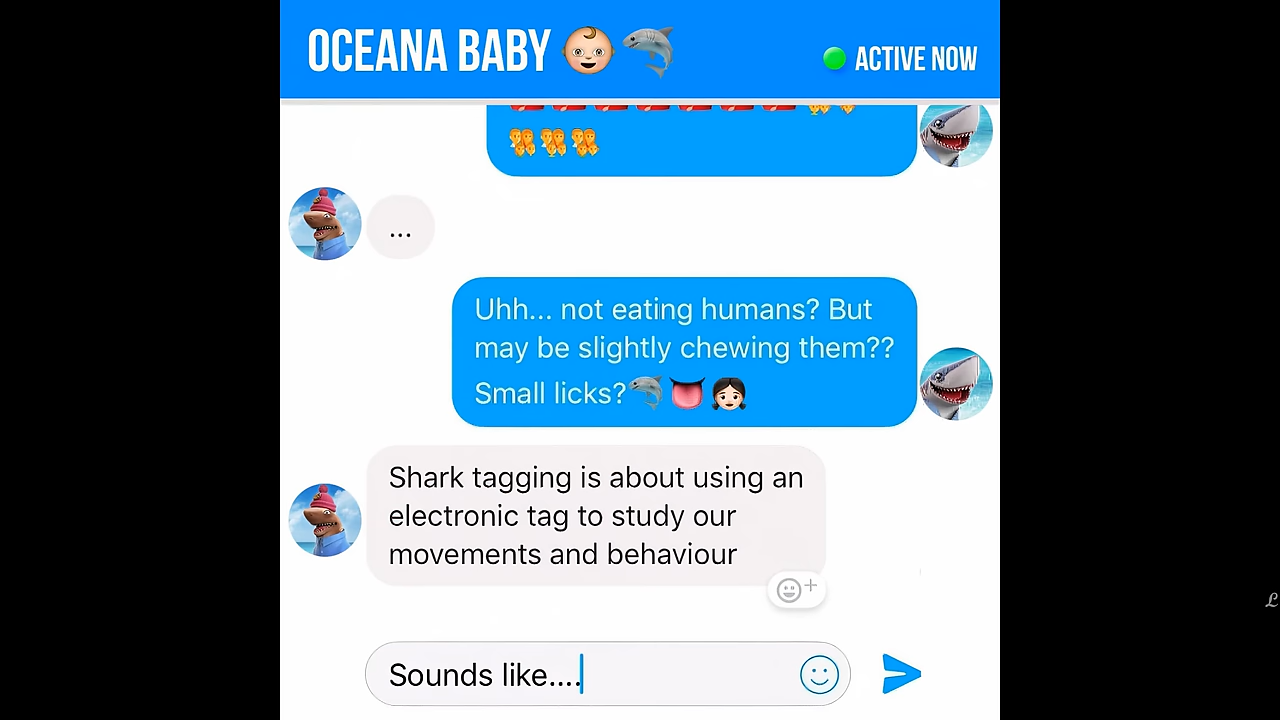 OCEANA BABY
ACTIVE NOW
...
Uhh... not eating humans? But
may be slightly chewing them??
Small licks?
Shark tagging is about using an
electronic tag to study our
movements and behaviour
Sounds like....
ℒ